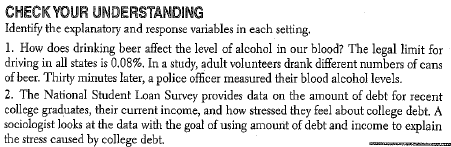 CHECK YOUR UNDERSTANDING
Identify the explanatory and response variables in each setting.
1. How does drinking beer affect the level of alcohol in our blood? The legal limit for
driving in all states is 0.08%. In a study, adult volunteers drank different numbers of cans
of beer. Thirty minutes later, a police officer measured their blood alcohol levels.
2. The National Student Loan Survey provides data on the amount of debt for recent
college graduates, their current income, and how stressed they feel about college debt. A
sociologist looks at the data with the goal of using amount of debt and income to explain
the stress caused by college debt.